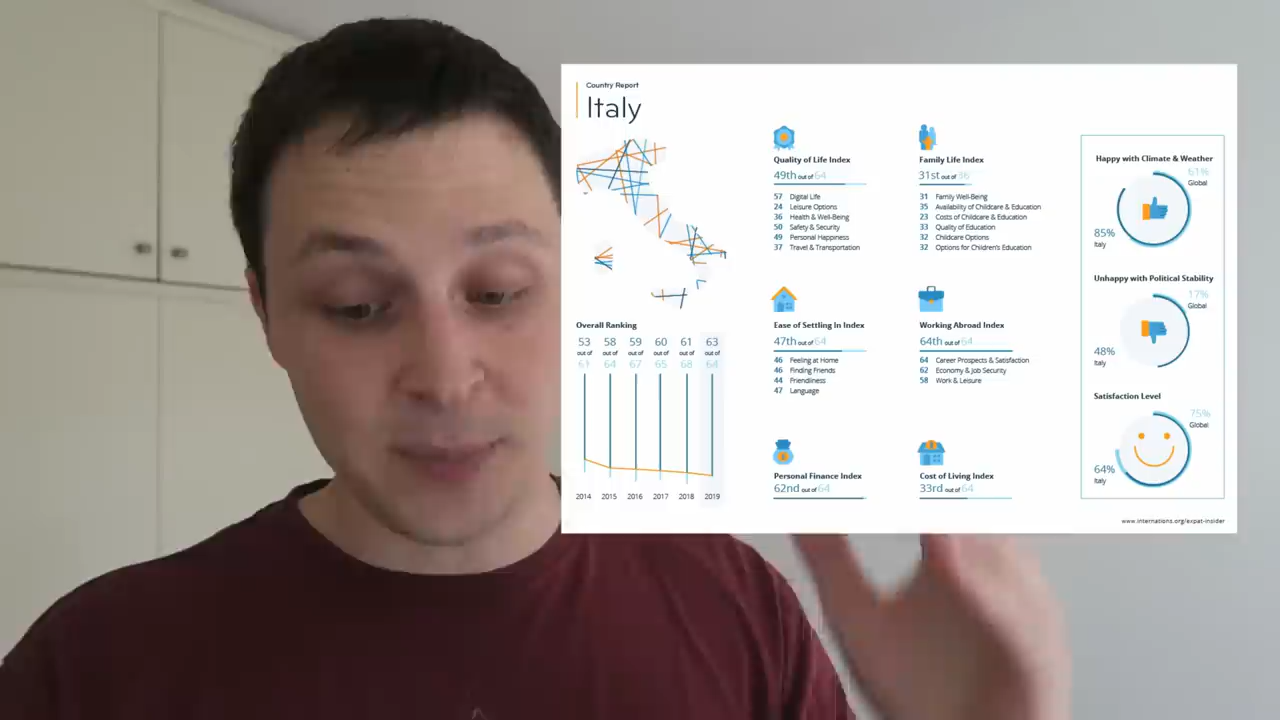 Country Report
Italy
Overall Ranking
53 58 59 60 61 63
out of out of out of out of out of out of
61 64 67 65 68 64
2014 2015 2016 2017 2018 2019
Quality of Life Index
49th out of 64
57 Digital Life
24 Leisure Options
36 Health & Well-Being
50 Safety & Security
49 Personal Happiness
37 Travel & Transportation
Family Life Index
31st out of 36
31 Family Well-Being
35 Availability of Childcare & Education
23 Costs of Childcare & Education
33 Quality of Education
32 Childcare Options
32 Options for Children's Education
Ease of Settling In Index
47th out of 64
46 Feeling at Home
46 Finding Friends
44 Friendliness
47 Language
Working Abroad Index
64th out of 64
64 Career Prospects & Satisfaction
62 Economy & Job Security
58 Work & Leisure
Personal Finance Index
62nd out of 64
Cost of Living Index
33rd out of 64
Happy with Climate & Weather
61%
Global
85%
Italy
Unhappy with Political Stability
17%
Global
48%
Italy
Satisfaction Level
75%
Global
64%
Italy
www.internations.org/expat-insider